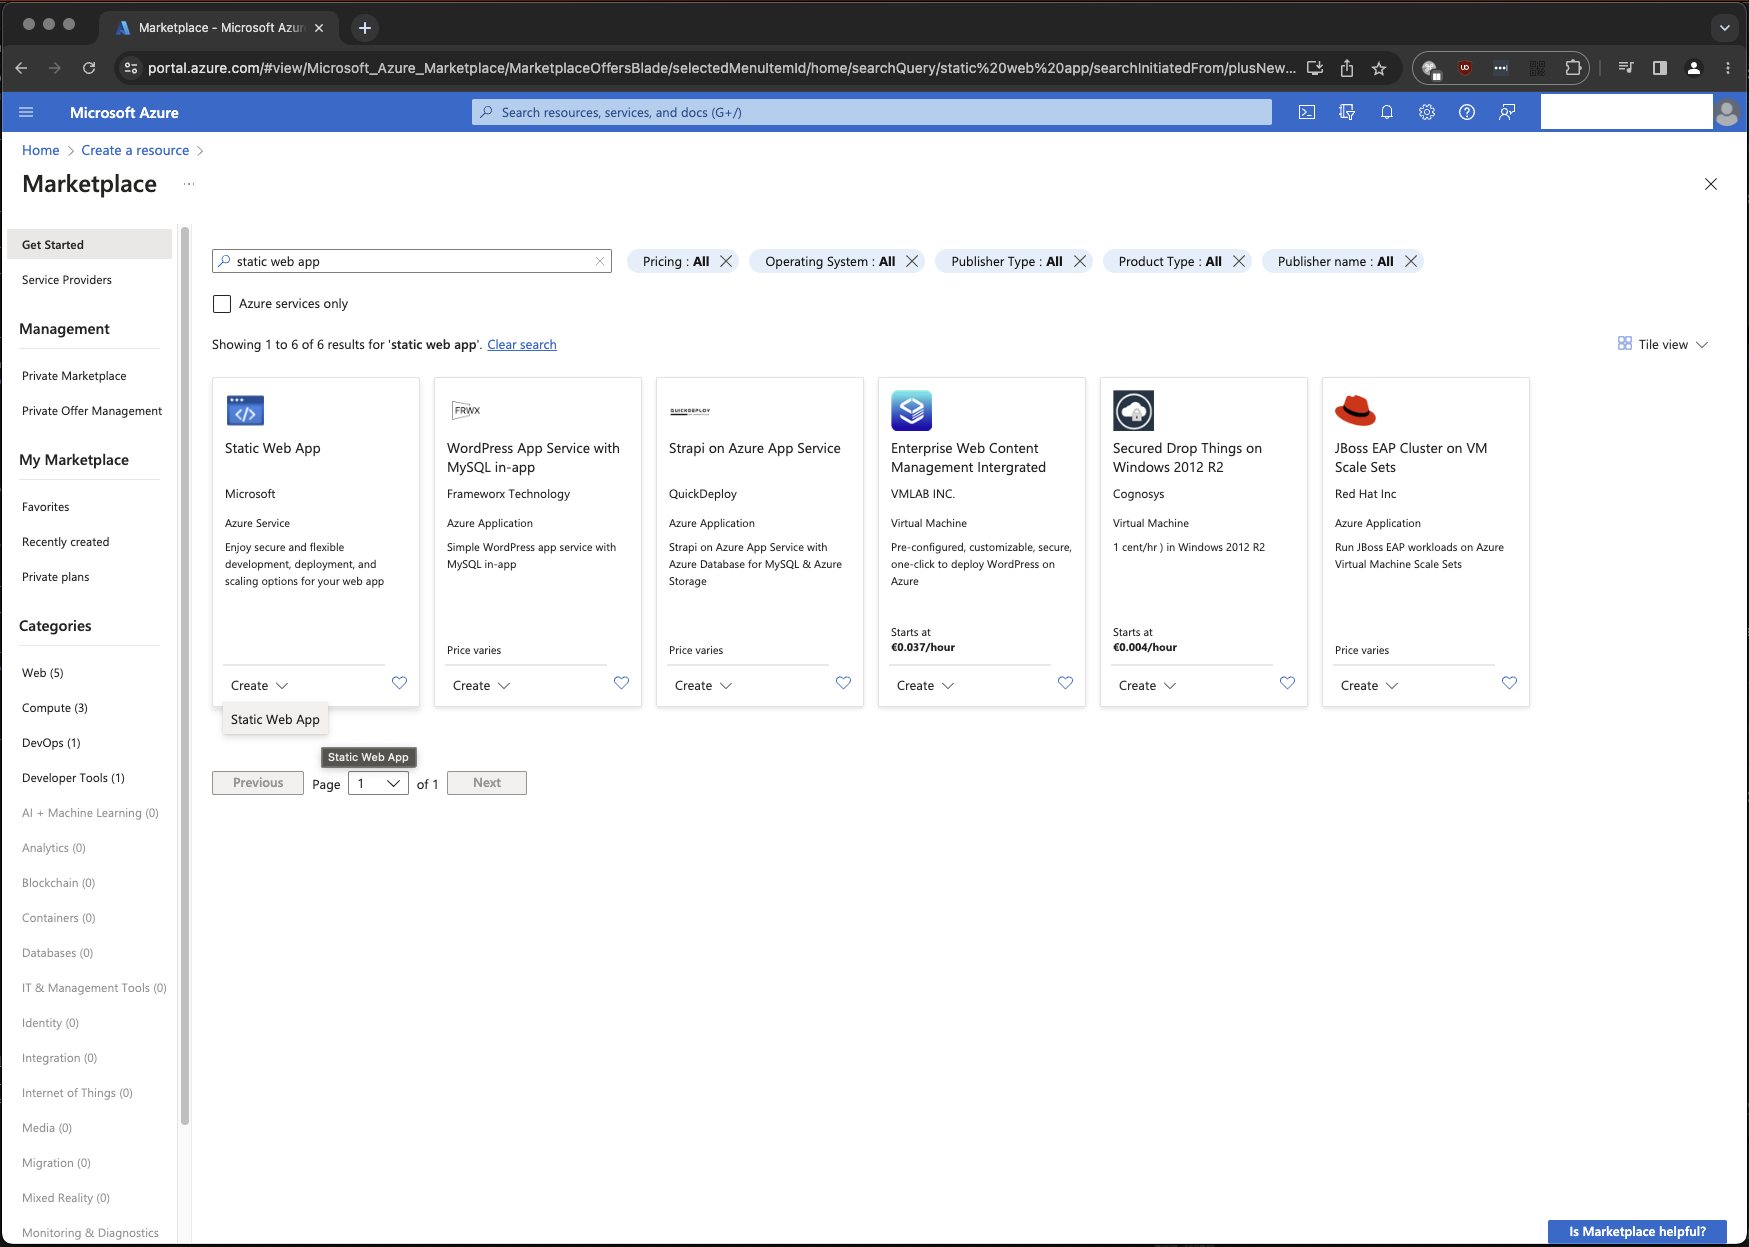 Marketplace - Microsoft Azur
portal.azure.com/#view/Microsoft_Azure_Marketplace/MarketplaceOffersBlade/selectedMenuItemId/home/searchQuery/static%20web%20app/searchInitiatedFrom/plusNew...
Microsoft Azure
Search resources, services, and docs (G+/)
Home > Create a resource >
Marketplace ...
Get Started
Service Providers
Management
Private Marketplace
Private Offer Management
My Marketplace
Favorites
Recently created
Private plans
Categories
Web (5)
Compute (3)
DevOps (1)
Developer Tools (1)
AI + Machine Learning (0)
Analytics (0)
Blockchain (0)
Containers (0)
Databases (0)
IT & Management Tools (0)
Identity (0)
Integration (0)
Internet of Things (0)
Media (0)
Migration (0)
Mixed Reality (0)
Monitoring & Diagnostics
static web app
Pricing : All
Operating System : All
Publisher Type : All
Product Type : All
Publisher name : All
Azure services only
Showing 1 to 6 of 6 results for 'static web app'. Clear search
Tile view
Static Web App
Microsoft
Azure Service
Enjoy secure and flexible
development, deployment, and
scaling options for your web app
Create
Static Web App
FRWX
WordPress App Service with
MySQL in-app
Frameworx Technology
Azure Application
Simple WordPress app service with
MySQL in-app
Price varies
Create
QUICKDEPLOY
Strapi on Azure App Service
QuickDeploy
Azure Application
Strapi on Azure App Service with
Azure Database for MySQL & Azure
Storage
Price varies
Create
Enterprise Web Content
Management Intergrated
VMLAB INC.
Virtual Machine
Pre-configured, customizable, secure,
one-click to deploy WordPress on
Azure
Starts at
€0.037/hour
Create
Secured Drop Things on
Windows 2012 R2
Cognosys
Virtual Machine
1 cent/hr ) in Windows 2012 R2
Starts at
€0.004/hour
Create
JBoss EAP Cluster on VM
Scale Sets
Red Hat Inc
Azure Application
Run JBoss EAP workloads on Azure
Virtual Machine Scale Sets
Price varies
Create
Static Web App
Previous
Page
1
of 1
Next
Is Marketplace helpful?